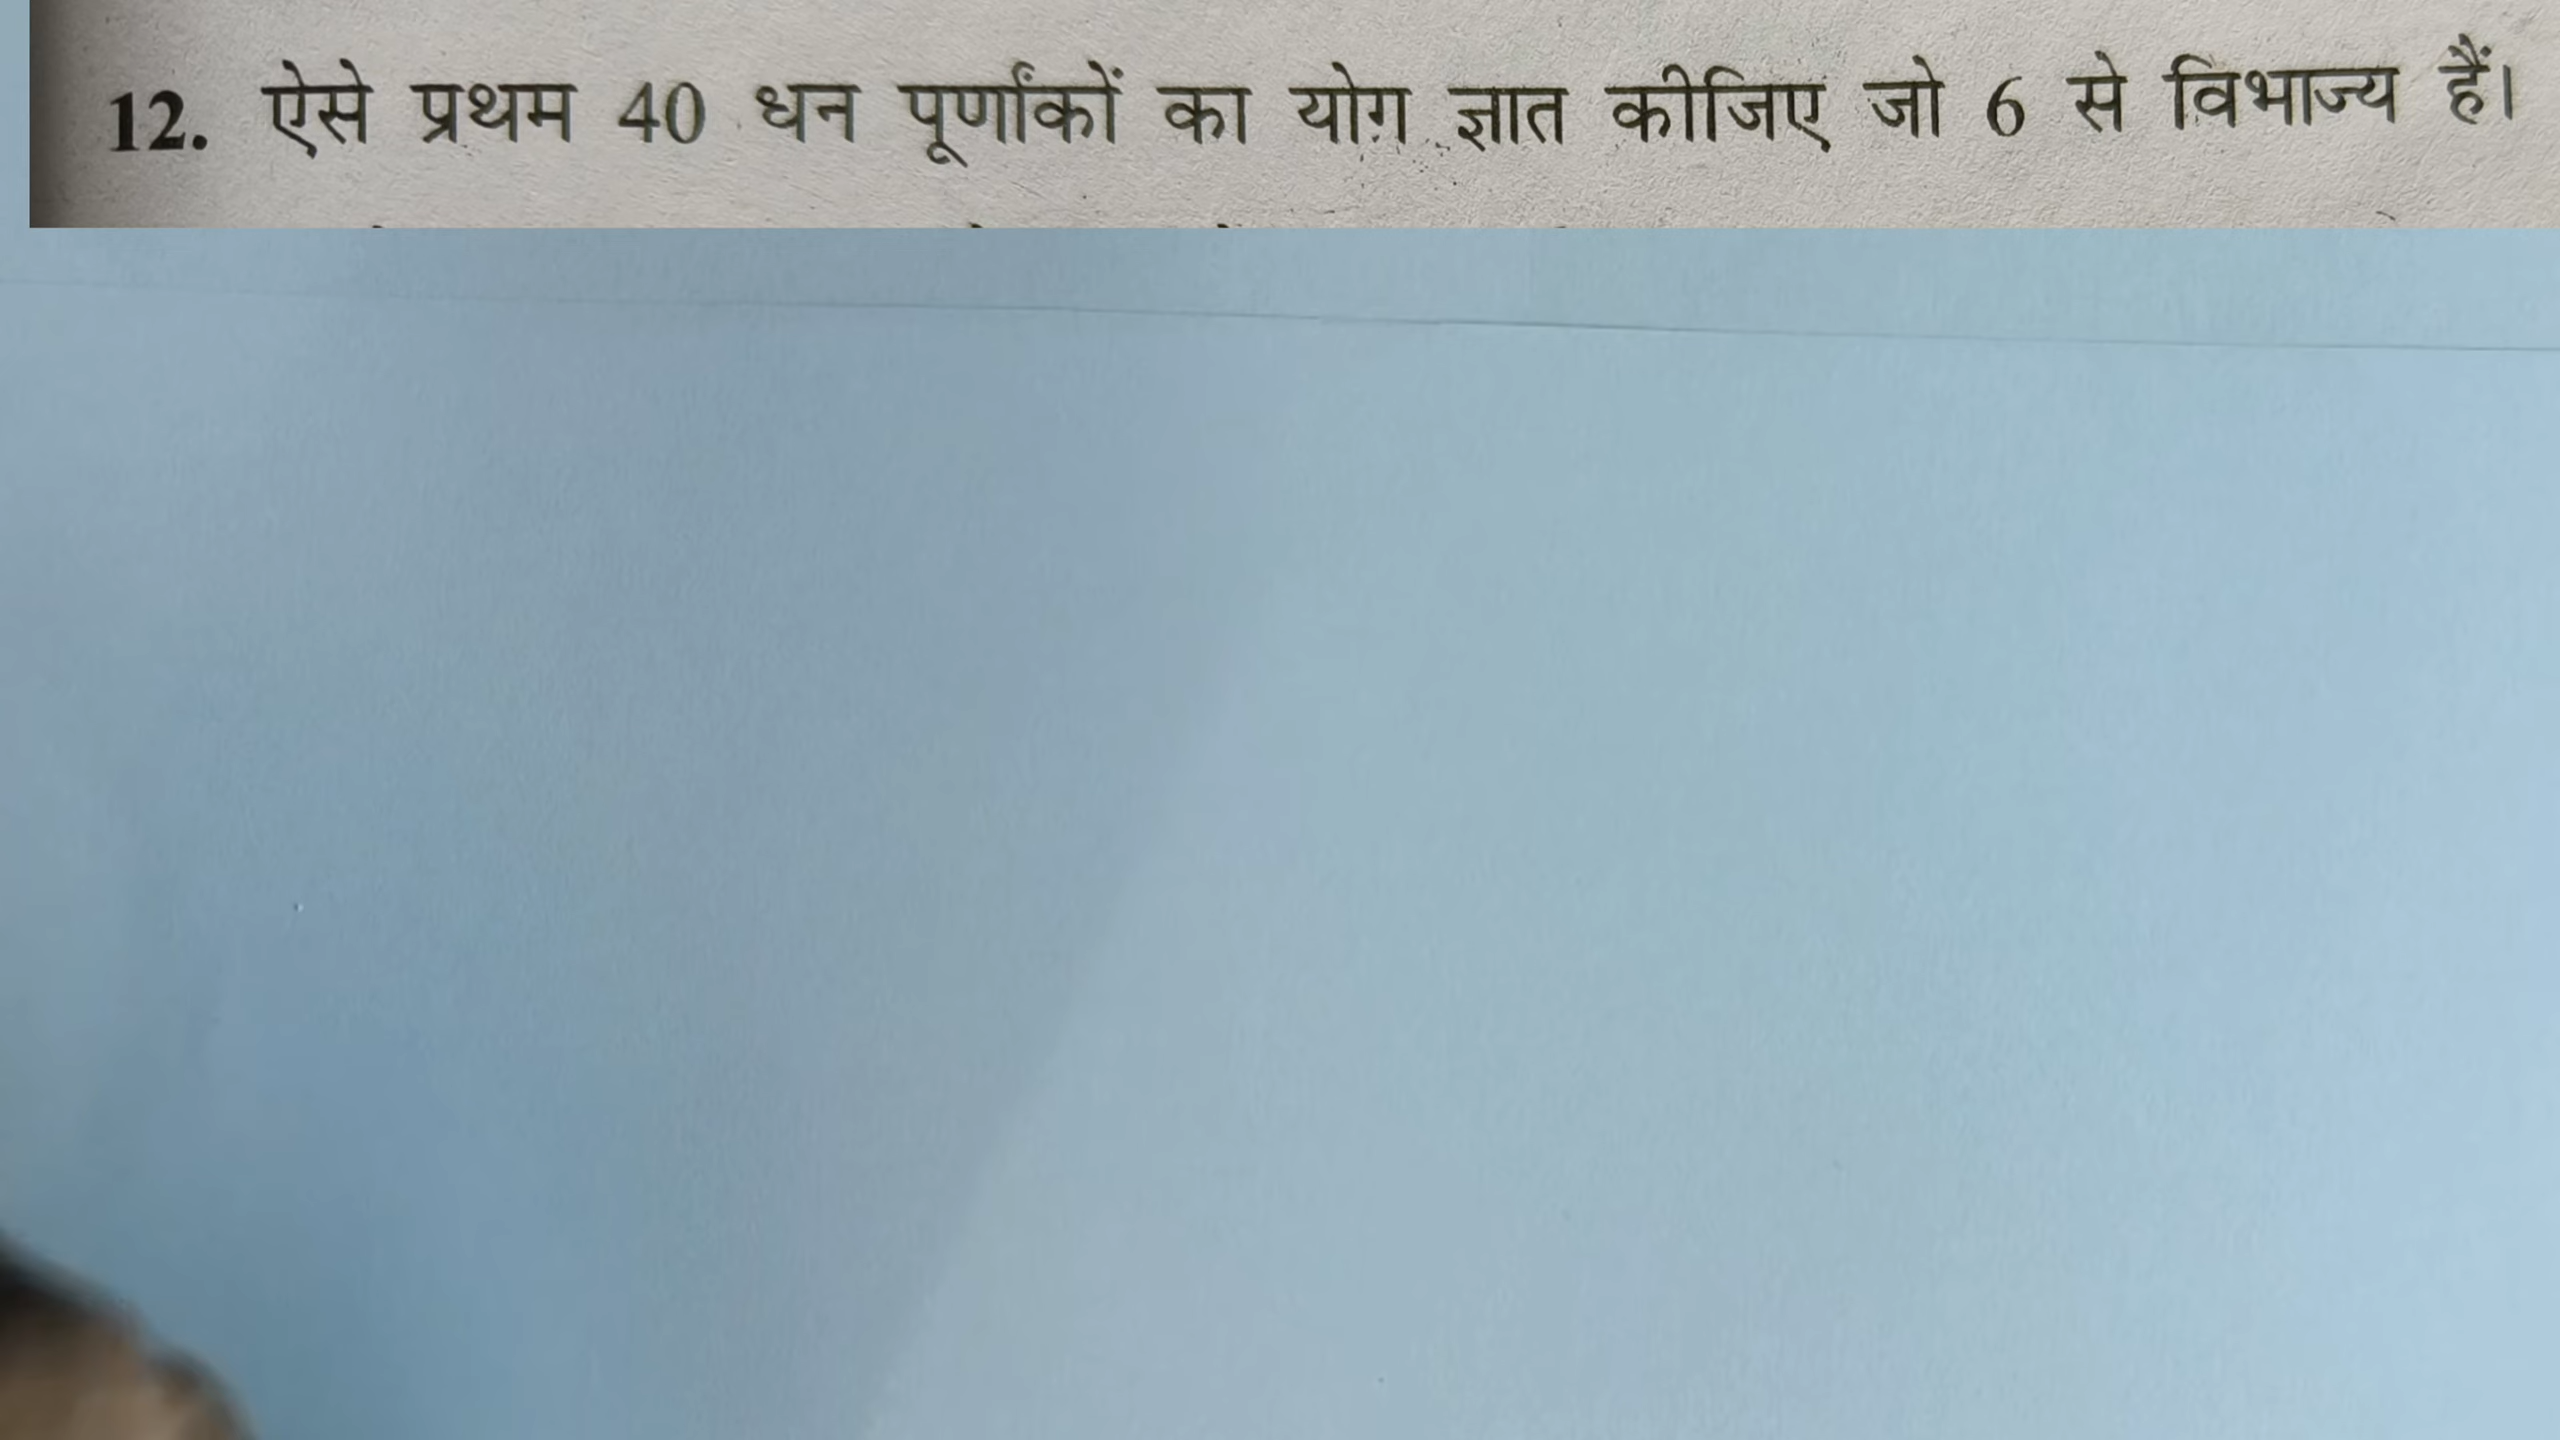 12. ऐसे प्रथम 40 धन पूर्णांकों का योग ज्ञात कीजिए जो 6 से विभाज्य हैं।